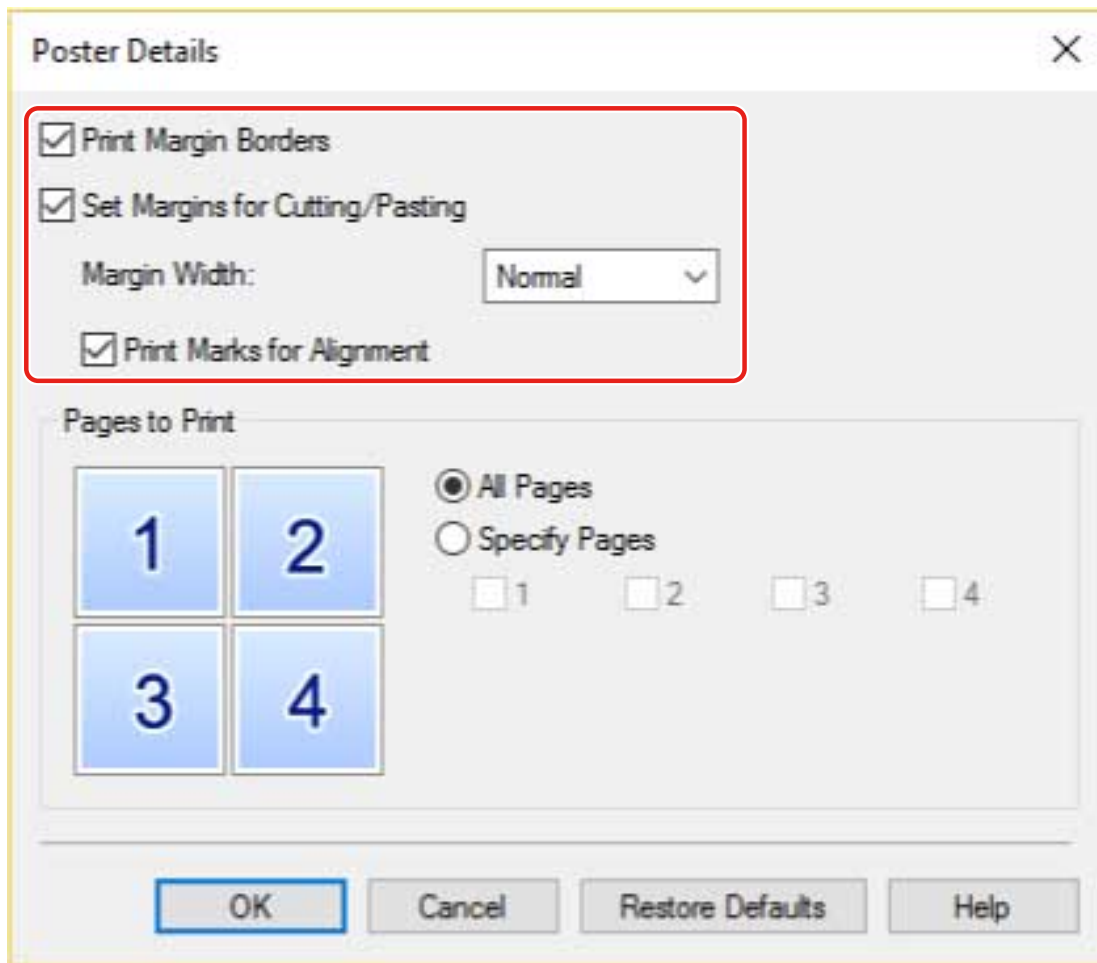 Poster Details
Print Margin Borders
Set Margins for Cutting/Pasting
Margin Width: Normal
Print Marks for Alignment
Pages to Print
1 2
3 4
All Pages
Specify Pages
1 2 3 4
OK Cancel Restore Defaults Help